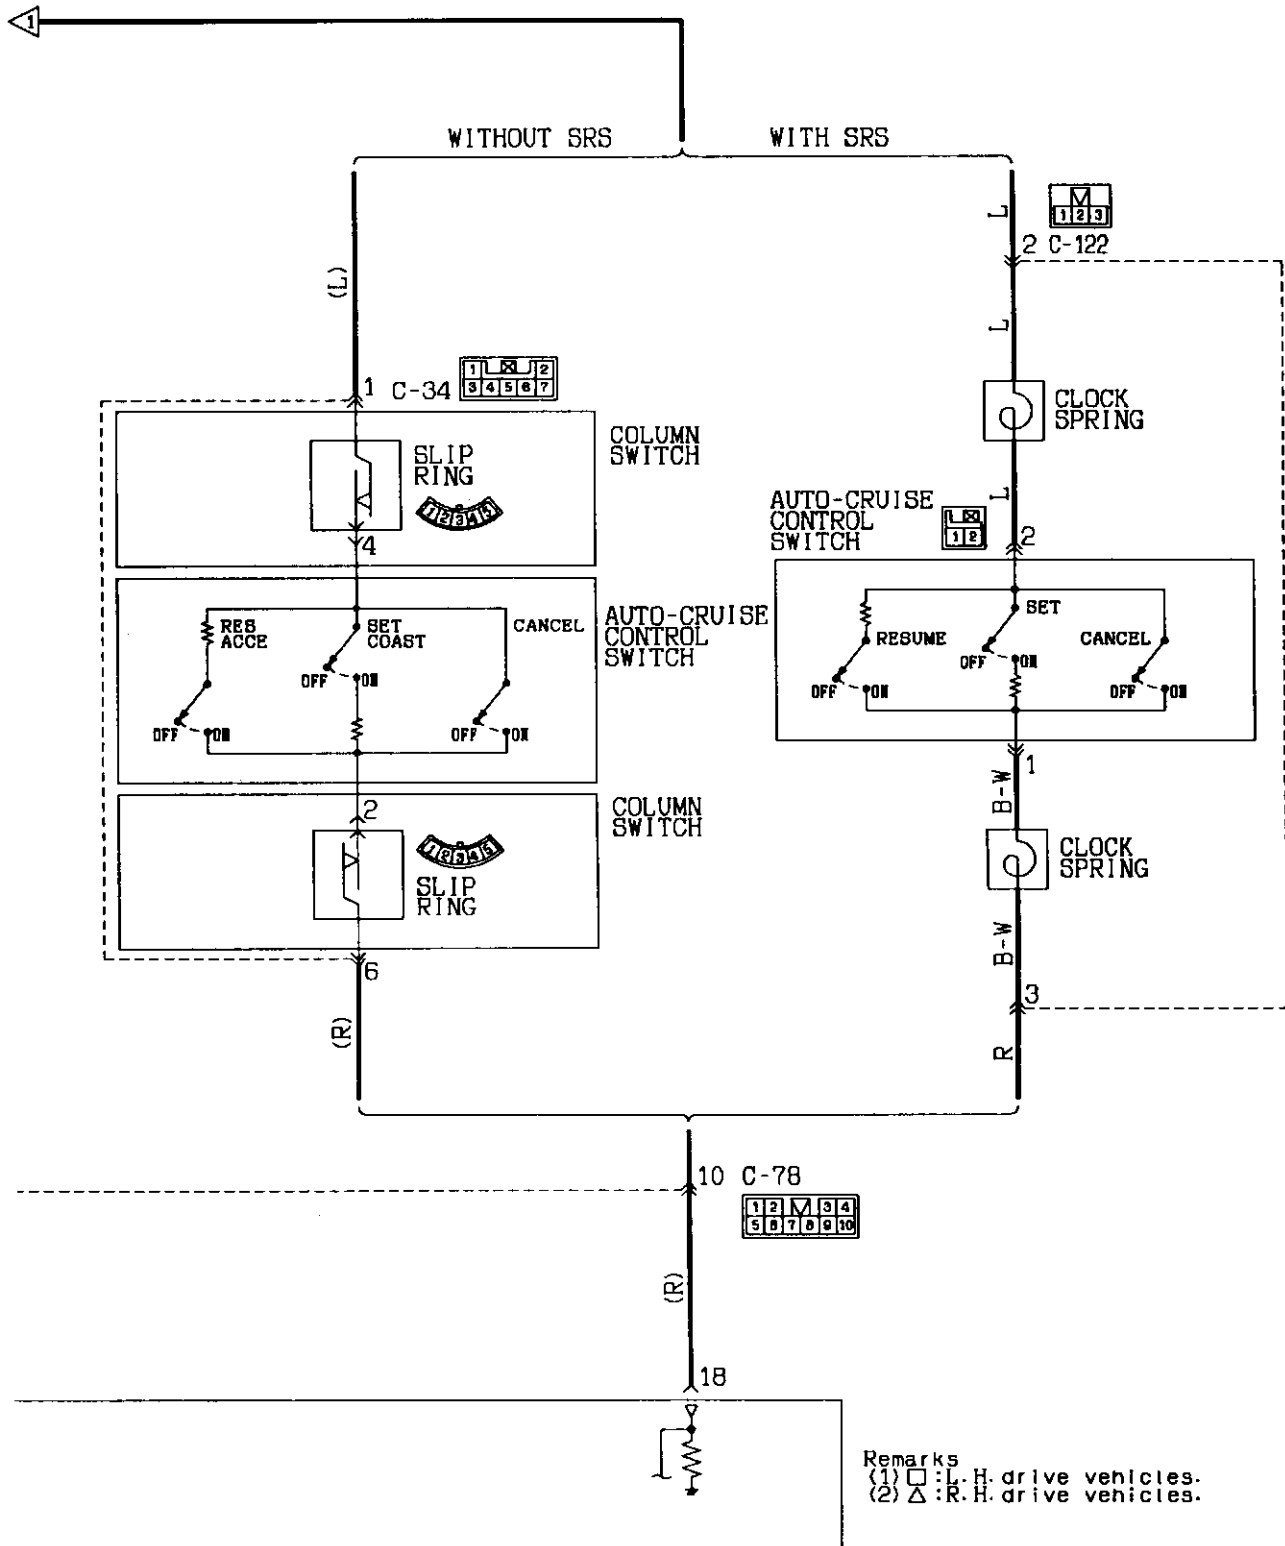 1
WITHOUT SRS
WITH SRS
L
1 2 3
2 C-122
(L)
L
1 2
3 4 5 6 7
1 C-34
CLOCK
SPRING
COLUMN
SWITCH
SLIP
RING
1 2 3 4 5
4
L
AUTO-CRUISE
CONTROL
SWITCH
1 2
2
RES
ACCE
SET
COAST
CANCEL
OFF ON
OFF ON
OFF ON
AUTO-CRUISE
CONTROL
SWITCH
SET
RESUME
CANCEL
OFF ON
OFF ON
OFF ON
1
B-W
2
COLUMN
SWITCH
1 2 3 4 5
SLIP
RING
CLOCK
SPRING
B-W
6
3
(R)
R
10 C-78
1 2 3 4
5 6 7 8 9 10
(R)
18
Remarks
(1) □ :L.H. drive vehicles.
(2) △ :R.H. drive vehicles.